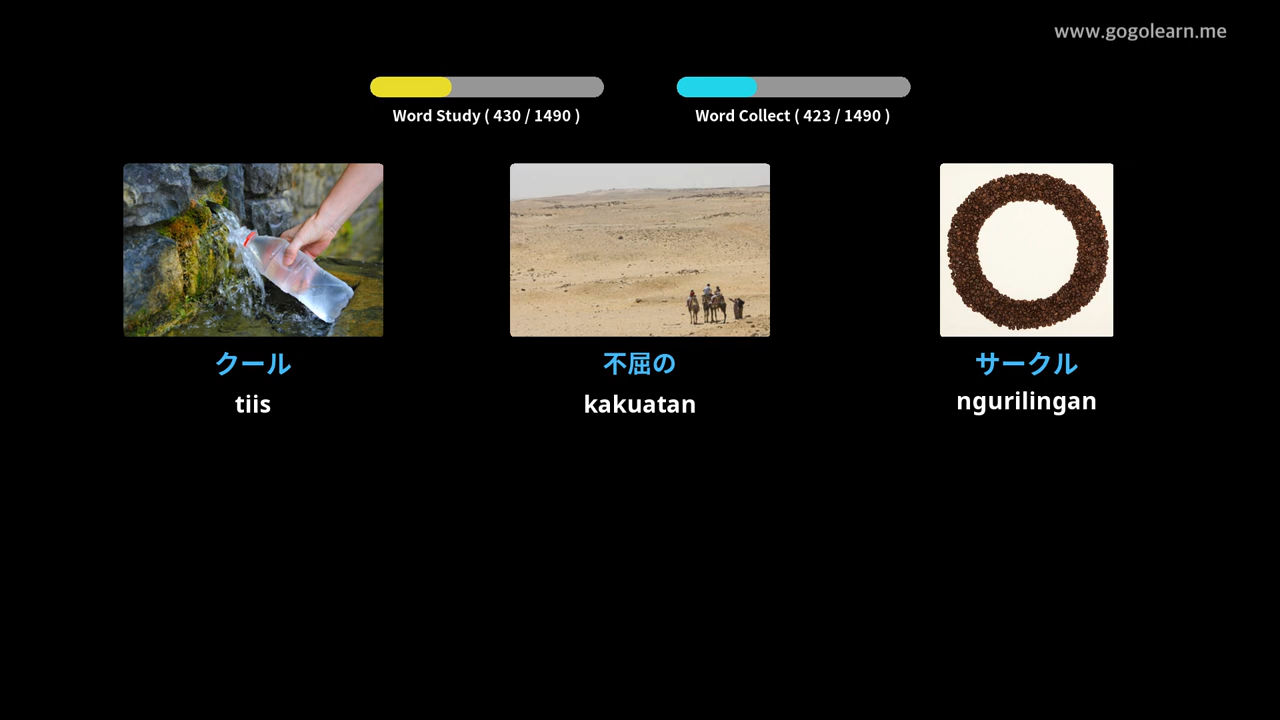 www.gogolearn.me
Word Study ( 430 / 1490 )
Word Collect ( 423 / 1490 )
クール
tiis
不屈の
kakuatan
サークル
ngurilingan